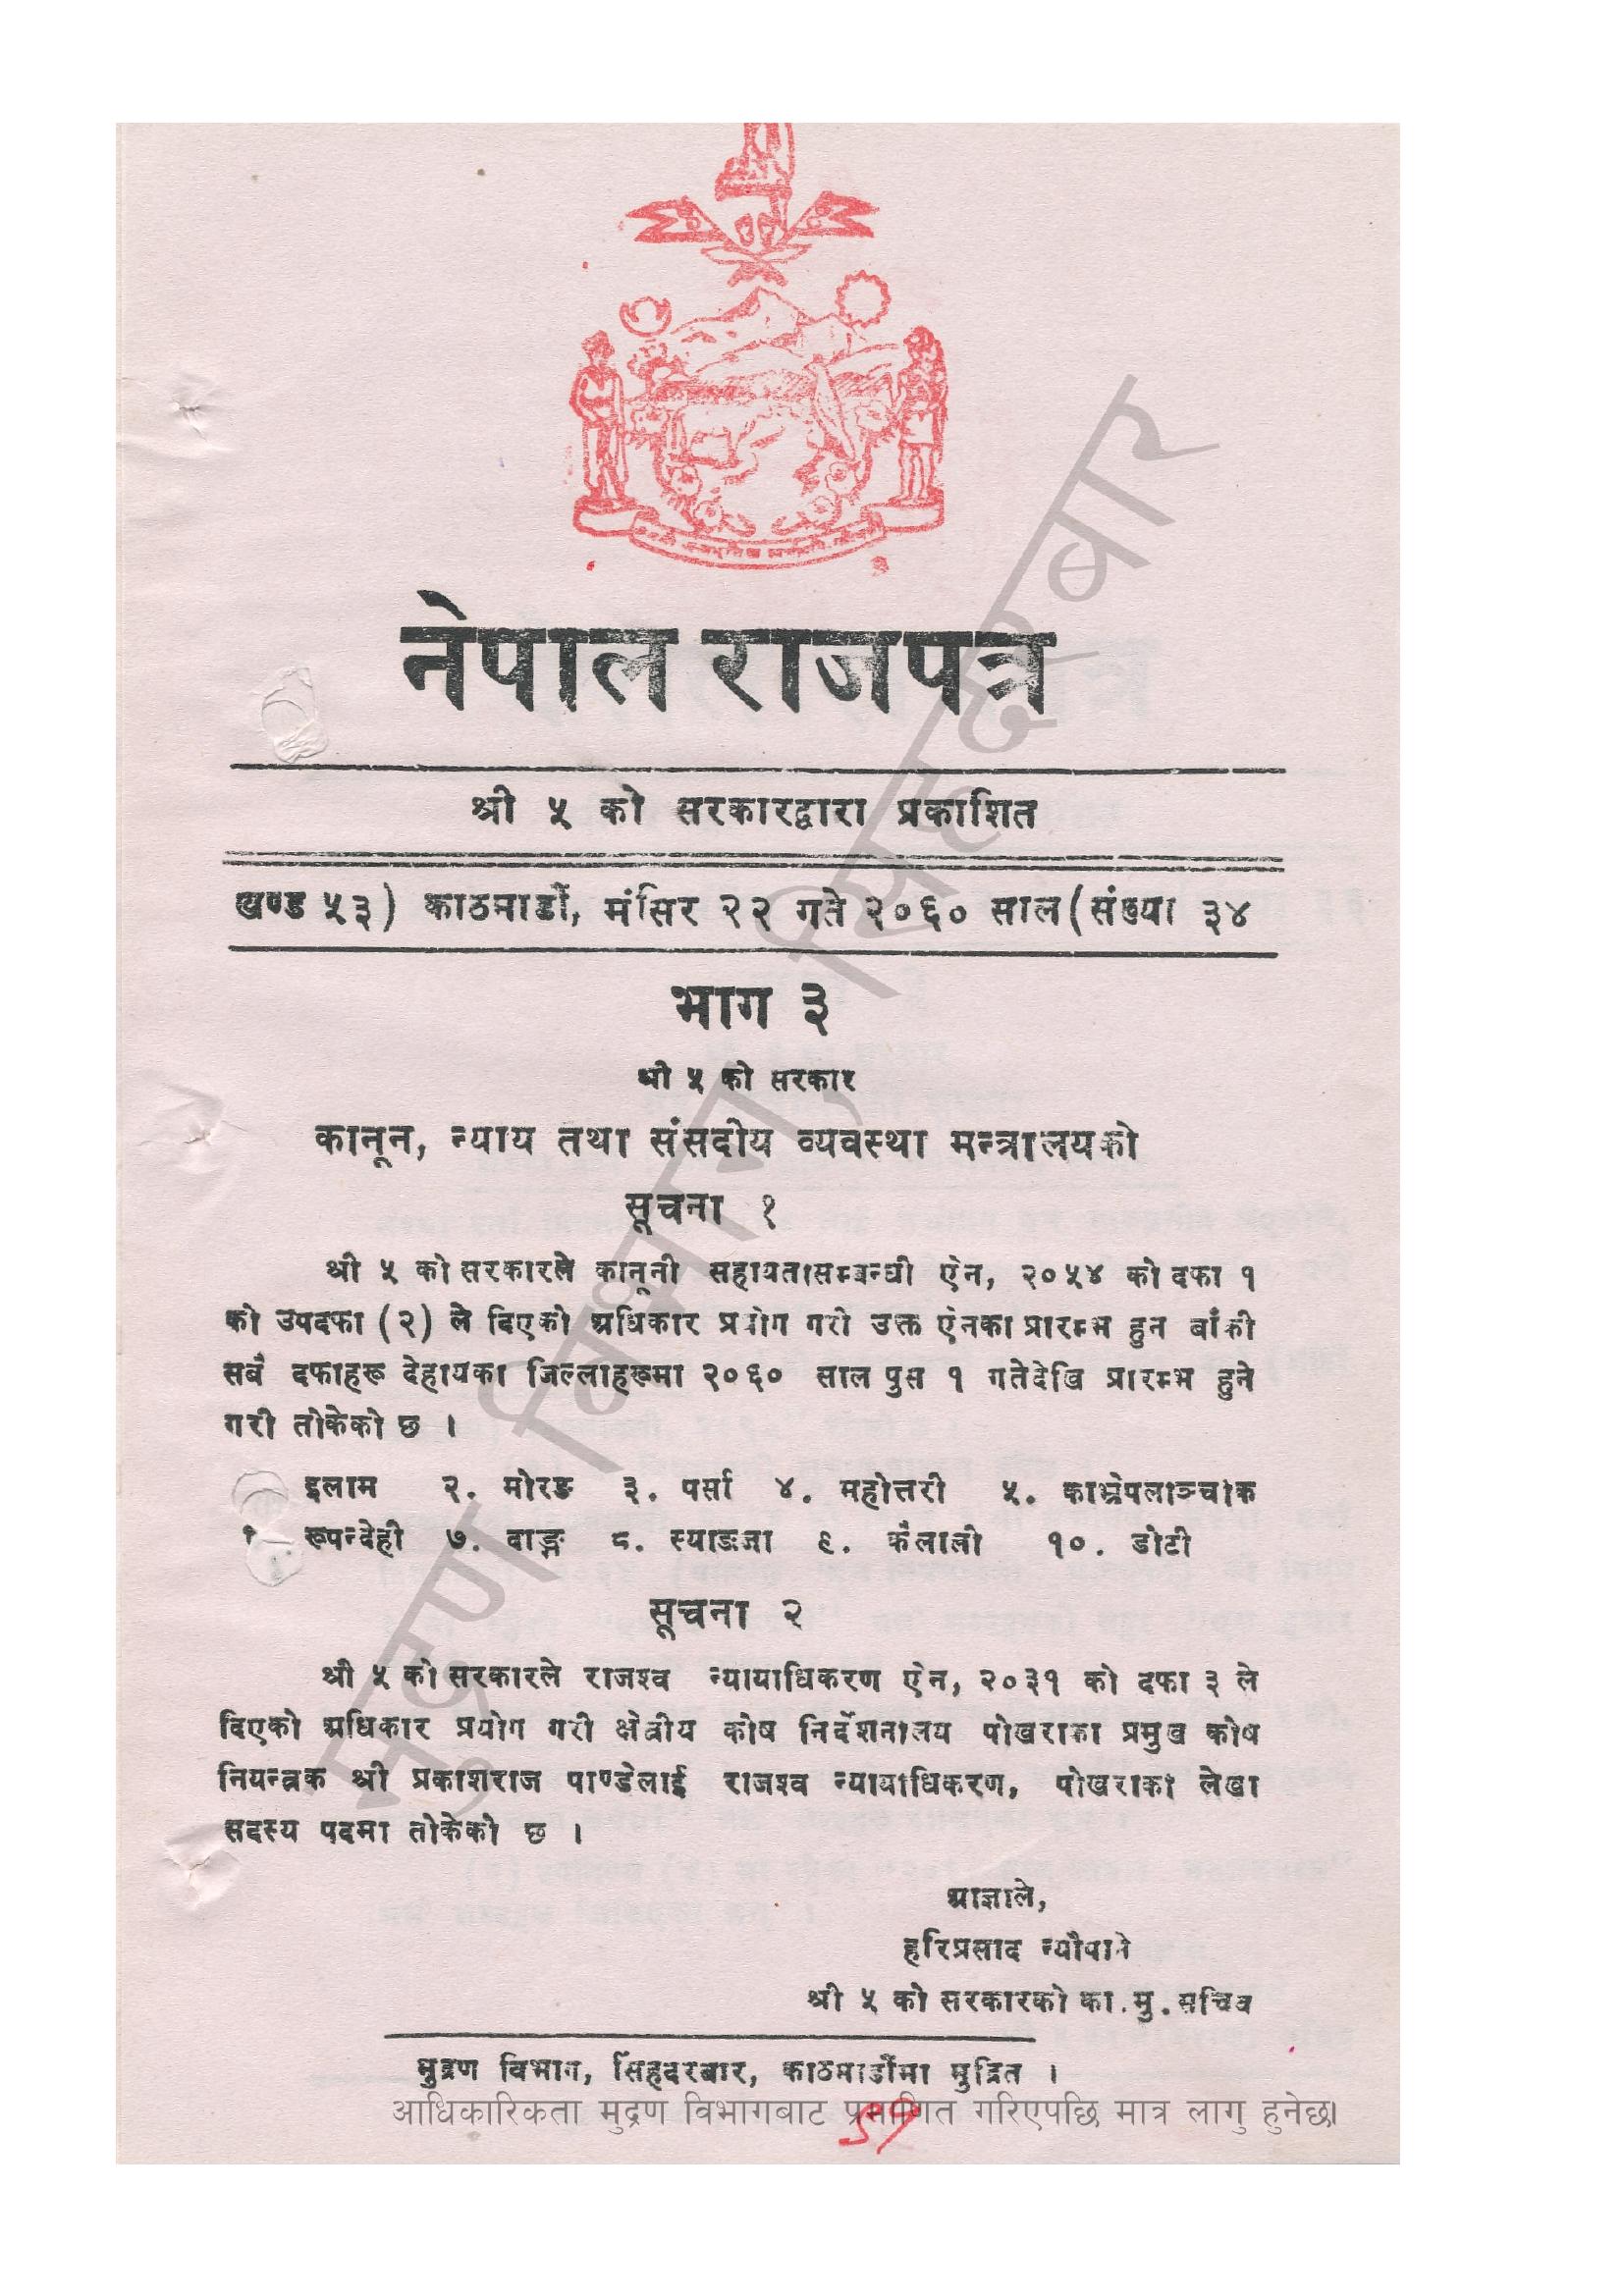 नेपाल राजपत्र
श्री ५ को सरकारद्वारा प्रकाशित
खण्ड ५३) काठमाडौं, मंसिर २२ गते २०६० साल (संख्या ३४
भाग ३
श्री ५ को सरकार
कानून, न्याय तथा संसदीय व्यवस्था मन्त्रालयको
सूचना १
श्री ५ को सरकारले कानूनी सहायतासम्बन्धी ऐन, २०५४ को दफा १
को उपदफा (२) ले दिएको अधिकार प्रयोग गरी उक्त ऐनका प्रारम्भ हुन बाँकी
सबै दफाहरू देहायका जिल्लाहरूमा २०६० साल पुस १ गतेदेखि प्रारम्भ हुने
गरी तोकेको छ ।
इलाम २. मोरङ ३. पर्सा ४. महोत्तरी ५. काभ्रेपलाञ्चोक
रूपन्देही ७. दाङ्ग ८. स्याङजा ९. कैलाली १०. डोटी
सूचना २
श्री ५ को सरकारले राजश्व न्यायाधिकरण ऐन, २०३१ को दफा ३ ले
दिएको अधिकार प्रयोग गरी क्षेत्रीय कोष निर्देशनालय पोखराका प्रमुख कोष
नियन्त्रक श्री प्रकाशराज पाण्डेलाई राजश्व न्यायाधिकरण, पोखराका लेखा
सदस्य पदमा तोकेको छ ।
आज्ञाले,
हरिप्रसाद न्यौपाने
श्री ५ को सरकारको का. मु. सचिव
मुद्रण विभाग, सिंहदरबार, काठमाडौंमा मुद्रित ।
आधिकारिकता मुद्रण विभागबाट प्रमाणित गरिएपछि मात्र लागु हुनेछ।
मुद्रण विभाग, सिंहदरबार